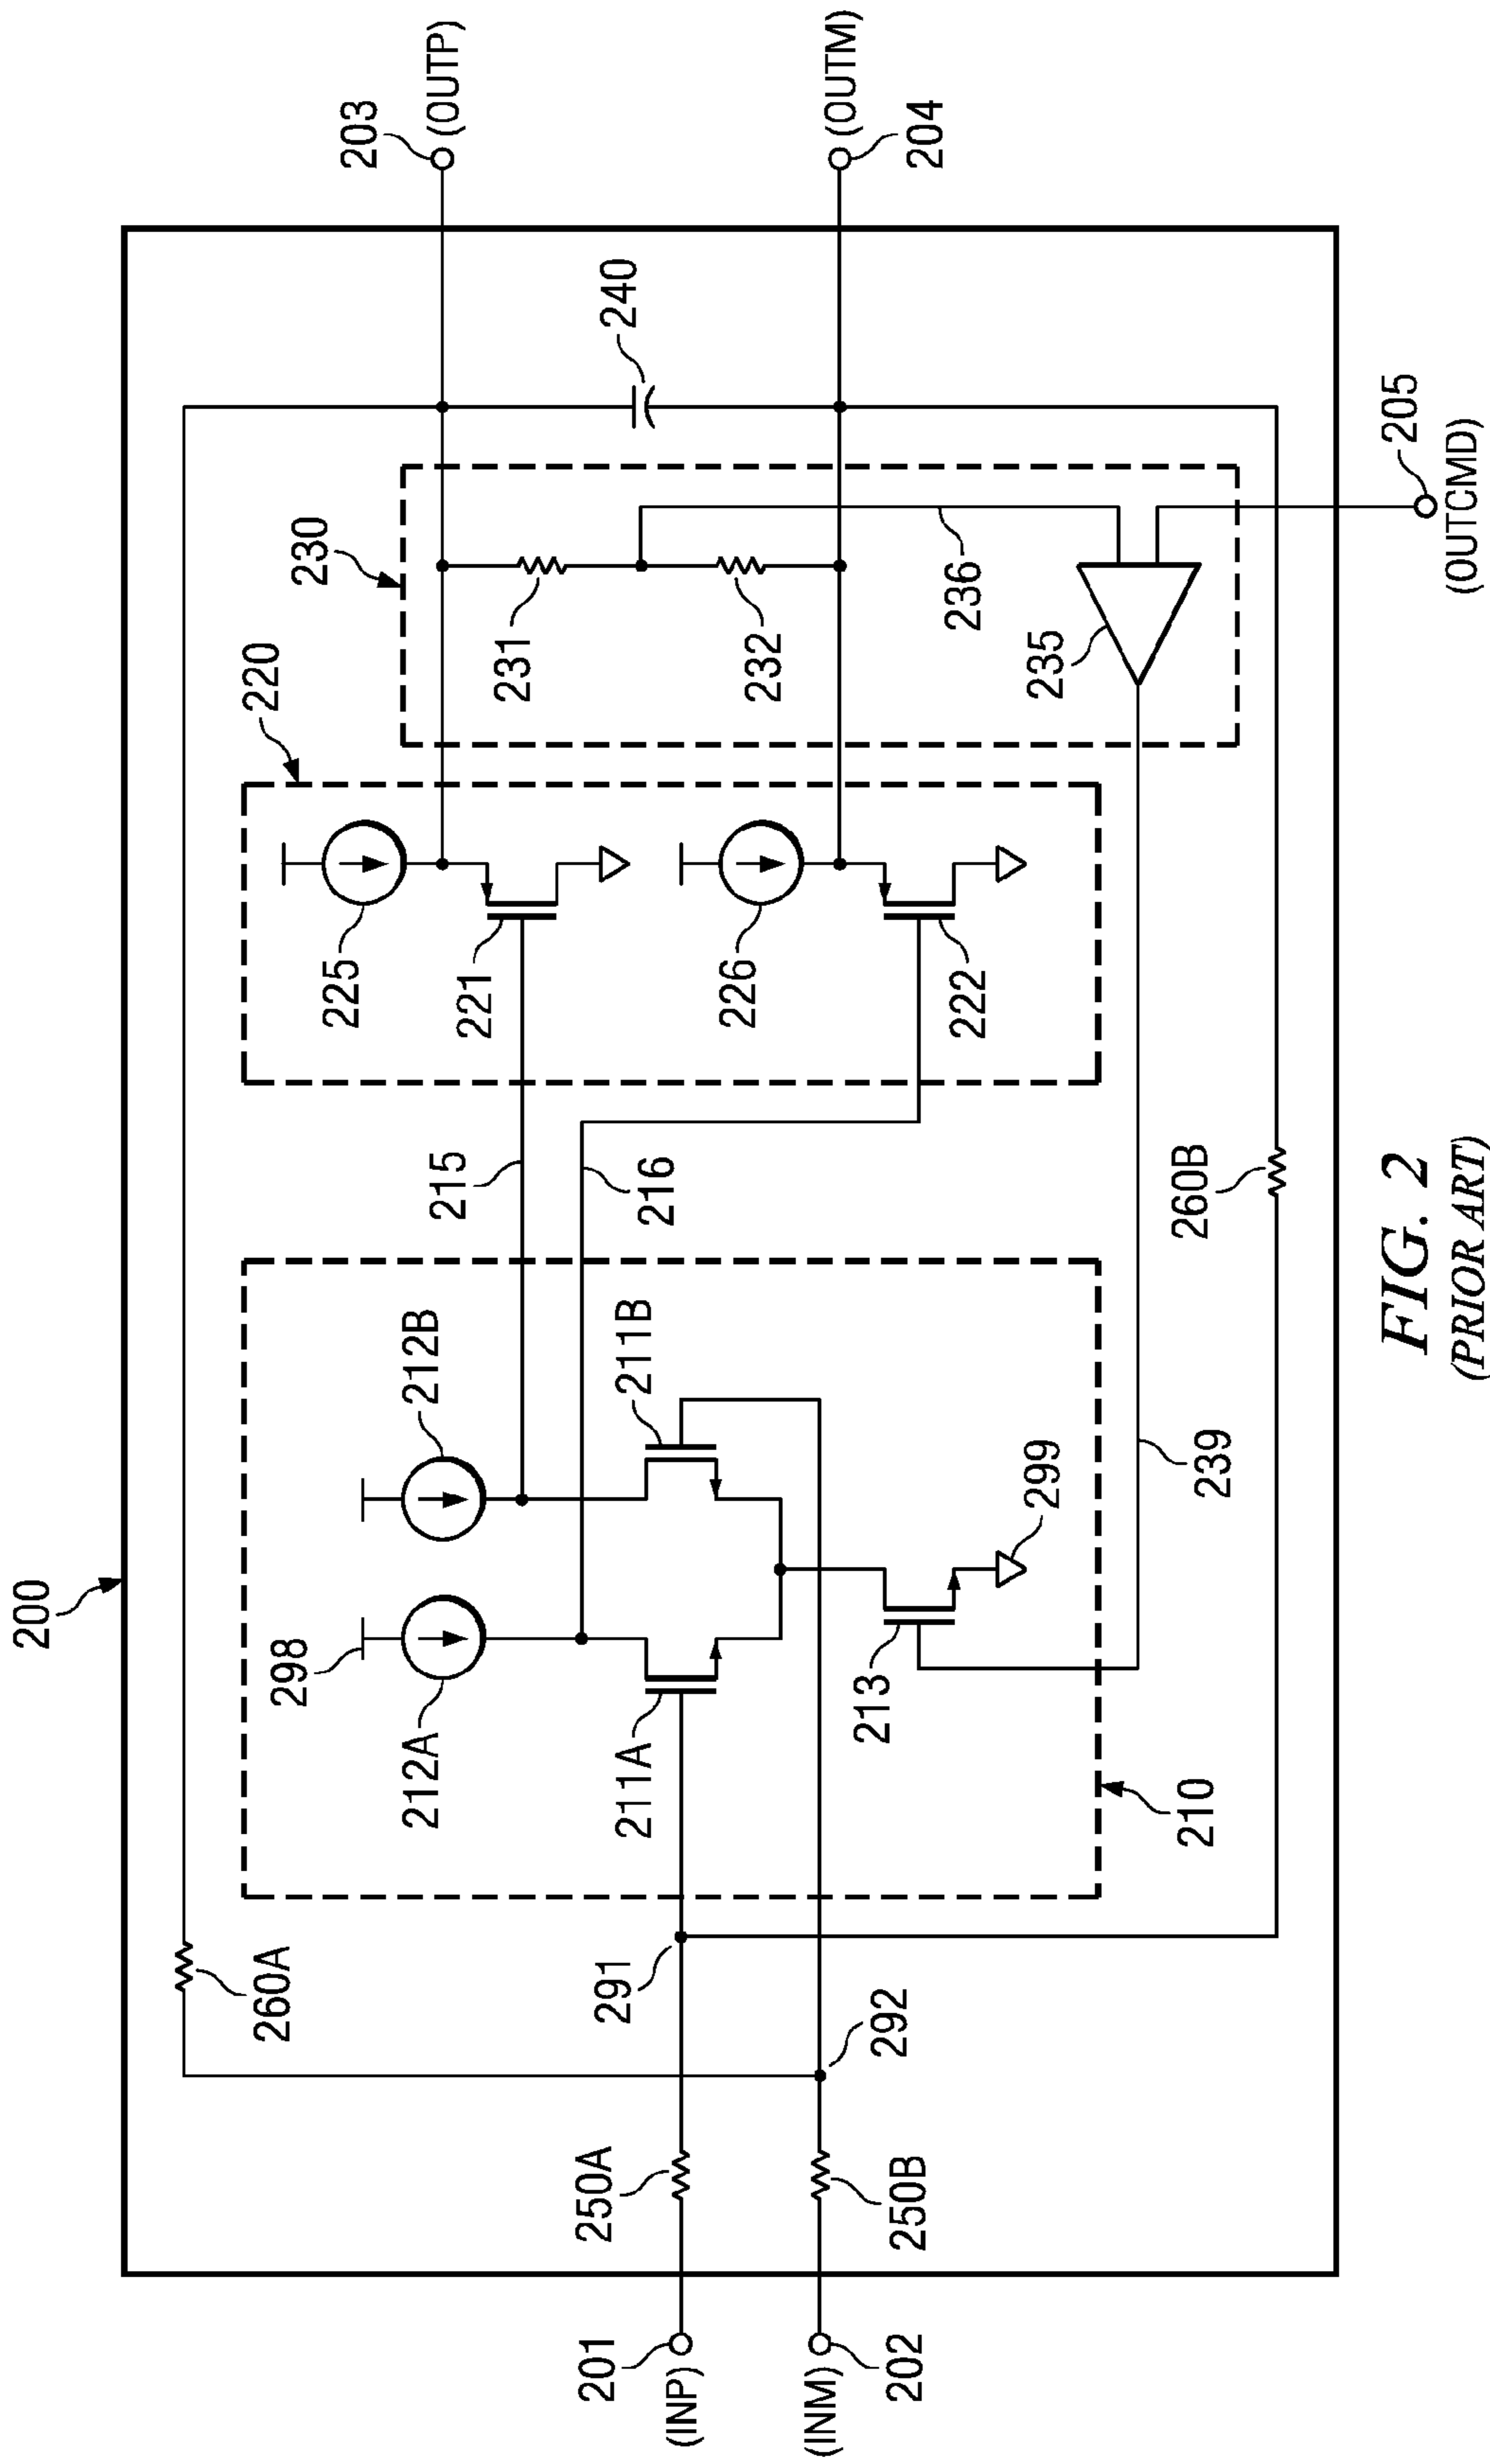 200
203
(OUTP)
220
230
225
221
231
240
298
212A
212B
215
216
226
222
232
236
(OUTM)
204
260A
211A
211B
235
201
(INP)
250A
291
213
299
239
(INM)
202
250B
292
210
260B
205
(OUTCMD)
FIG. 2
(PRIOR ART)